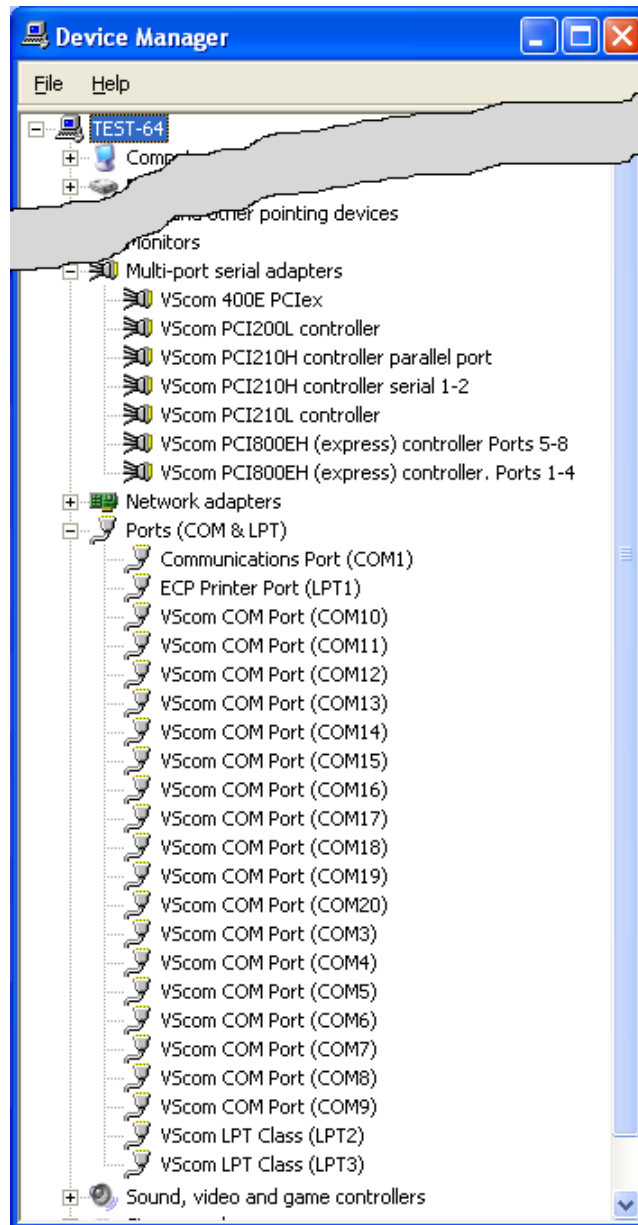 Device Manager
File Help
TEST-64
and other pointing devices
Monitors
Multi-port serial adapters
VScom 400E PCIex
VScom PCI200L controller
VScom PCI210H controller parallel port
VScom PCI210H controller serial 1-2
VScom PCI210L controller
VScom PCI800EH (express) controller Ports 5-8
VScom PCI800EH (express) controller. Ports 1-4
Network adapters
Ports (COM & LPT)
Communications Port (COM1)
ECP Printer Port (LPT1)
VScom COM Port (COM10)
VScom COM Port (COM11)
VScom COM Port (COM12)
VScom COM Port (COM13)
VScom COM Port (COM14)
VScom COM Port (COM15)
VScom COM Port (COM16)
VScom COM Port (COM17)
VScom COM Port (COM18)
VScom COM Port (COM19)
VScom COM Port (COM20)
VScom COM Port (COM3)
VScom COM Port (COM4)
VScom COM Port (COM5)
VScom COM Port (COM6)
VScom COM Port (COM7)
VScom COM Port (COM8)
VScom COM Port (COM9)
VScom LPT Class (LPT2)
VScom LPT Class (LPT3)
Sound, video and game controllers